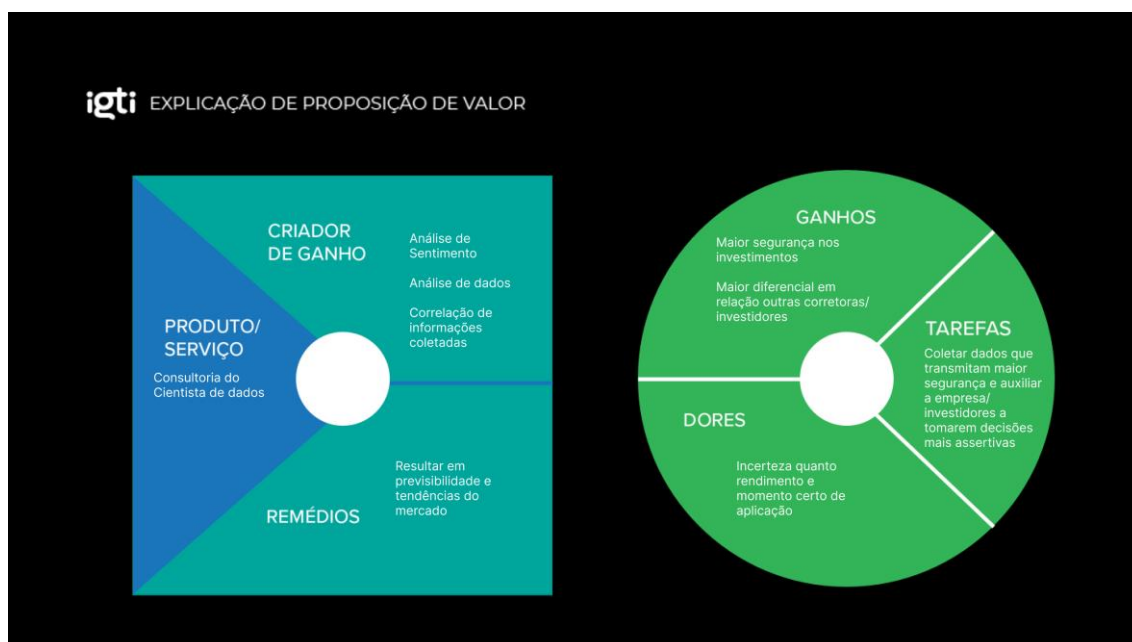 igti EXPLICAÇÃO DE PROPOSIÇÃO DE VALOR
CRIADOR
DE GANHO
Análise de
Sentimento
Análise de dados
Correlação de
informações
coletadas
PRODUTO/
SERVIÇO
Consultoria do
Cientista de dados
REMÉDIOS
Resultar em
previsibilidade e
tendências do
mercado
GANHOS
Maior segurança nos
investimentos
Maior diferencial em
relação outras corretoras/
investidores
TAREFAS
Coletar dados que
transmitam maior
segurança e auxiliar
a empresa/
investidores a
tomarem decisões
mais assertivas
DORES
Incerteza quanto
rendimento e
momento certo de
aplicação